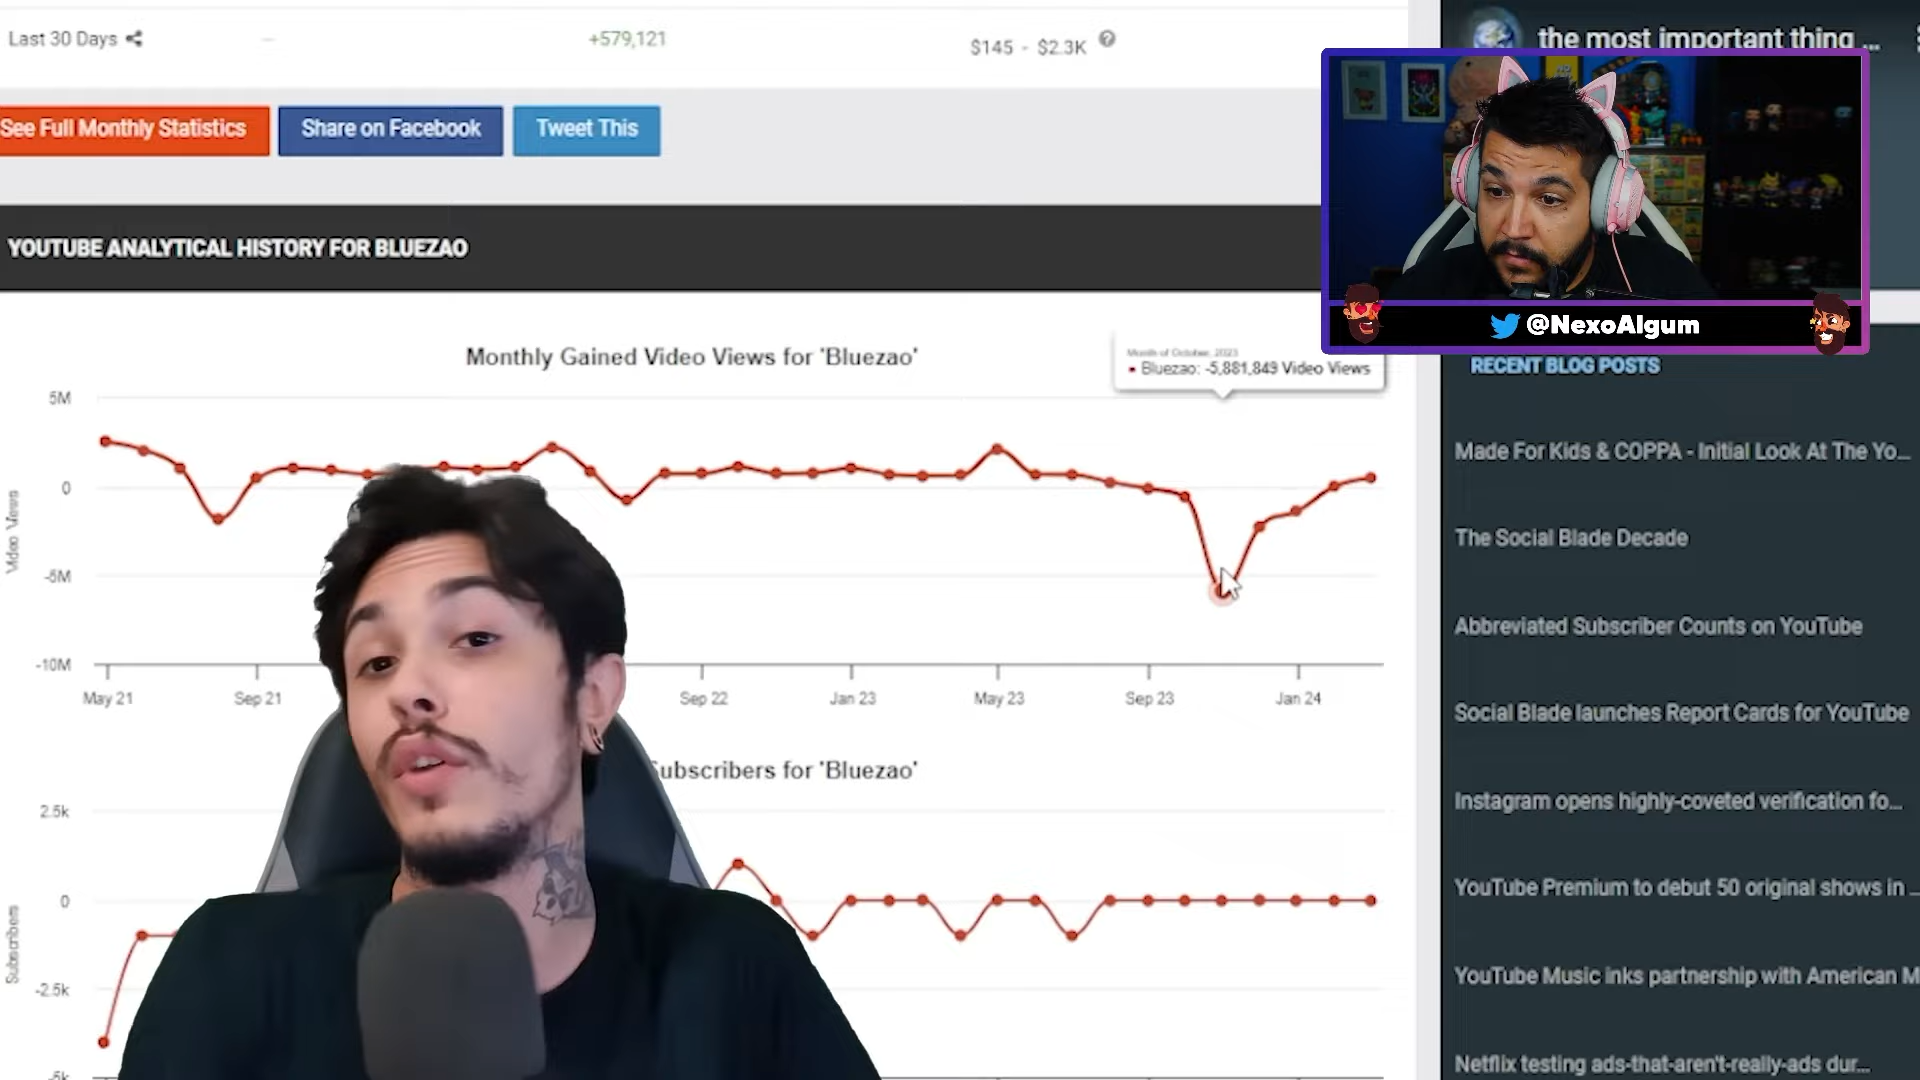 Last 30 Days
--
+579,121
$145 - $2.3K
the most important thing ...
See Full Monthly Statistics
Share on Facebook
Tweet This
YOUTUBE ANALYTICAL HISTORY FOR BLUEZAO
@NexoAlgum
Monthly Gained Video Views for 'Bluezao'
Month of October, 2023
Bluezao: -5,881,849 Video Views
RECENT BLOG POSTS
5M
0
-5M
-10M
Video Views
May 21
Sep 21
Sep 22
Jan 23
May 23
Sep 23
Jan 24
Made For Kids & COPPA - Initial Look At The Yo...
The Social Blade Decade
Abbreviated Subscriber Counts on YouTube
Social Blade launches Report Cards for YouTube
Instagram opens highly-coveted verification fo...
YouTube Premium to debut 50 original shows in ...
YouTube Music inks partnership with American M
Netflix testing ads-that-aren't-really-ads dur...
Subscribers for 'Bluezao'
2.5k
0
-2.5k
-5k
Subscribers